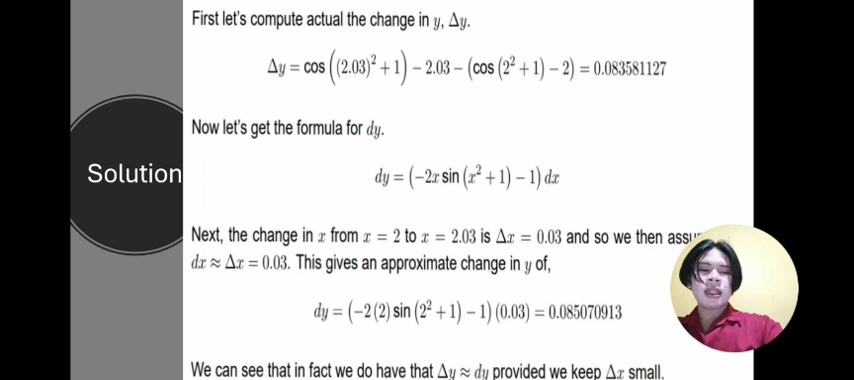 First let's compute actual the change in y, Δy.
Δy = cos((2.03)² + 1) − 2.03 − (cos(2² + 1) − 2) = 0.083581127
Now let's get the formula for dy.
Solution
dy = (−2x sin(x² + 1) − 1) dx
Next, the change in x from x = 2 to x = 2.03 is Δx = 0.03 and so we then
dx ≈ Δx = 0.03. This gives an approximate change in y of,
dy = (−2(2) sin(2² + 1) − 1)(0.03) = 0.085070913
We can see that in fact we do have that Δy ≈ dy provided we keep Δx small.